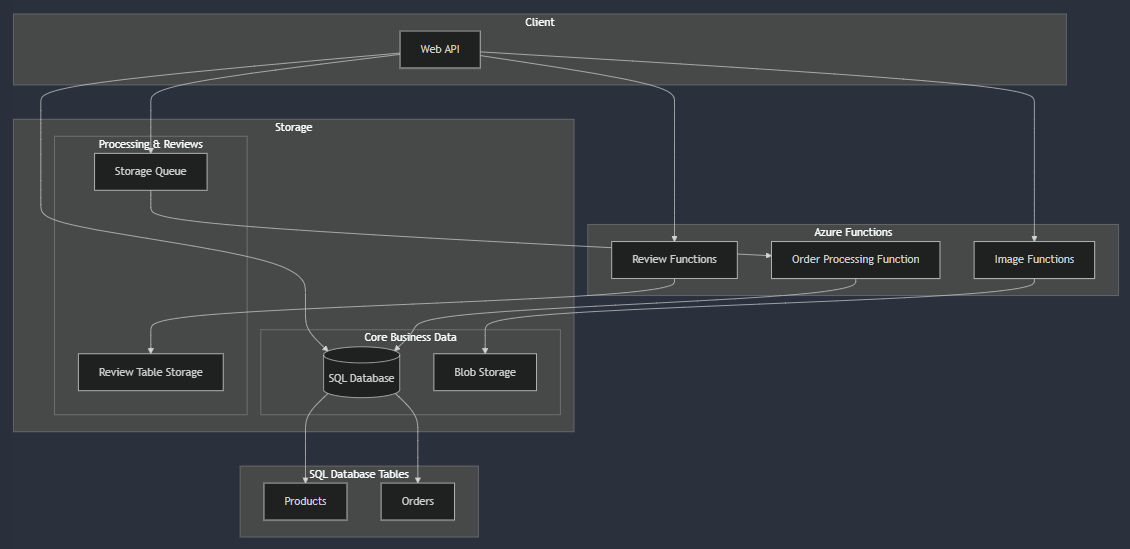 Client
Web API
Storage
Processing & Reviews
Storage Queue
Azure Functions
Review Functions
Order Processing Function
Image Functions
Core Business Data
Review Table Storage
SQL Database
Blob Storage
SQL Database Tables
Products
Orders